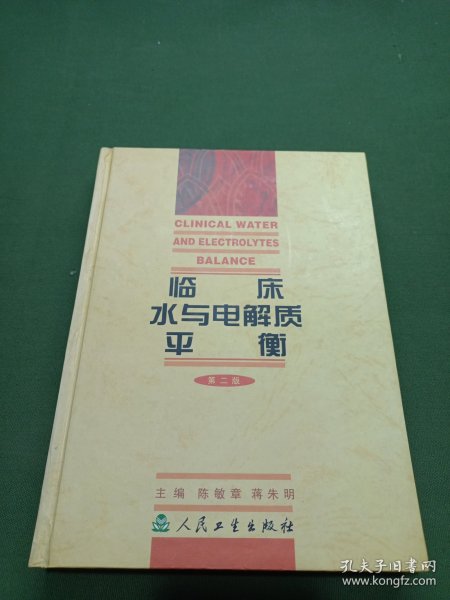 CLINICAL WATER
AND ELECTROLYTES
BALANCE
临床
水与电解质
平衡
第二版
主编 陈敏章 蒋朱明
人民卫生出版社
孔夫子旧书网
www.kongfz.com